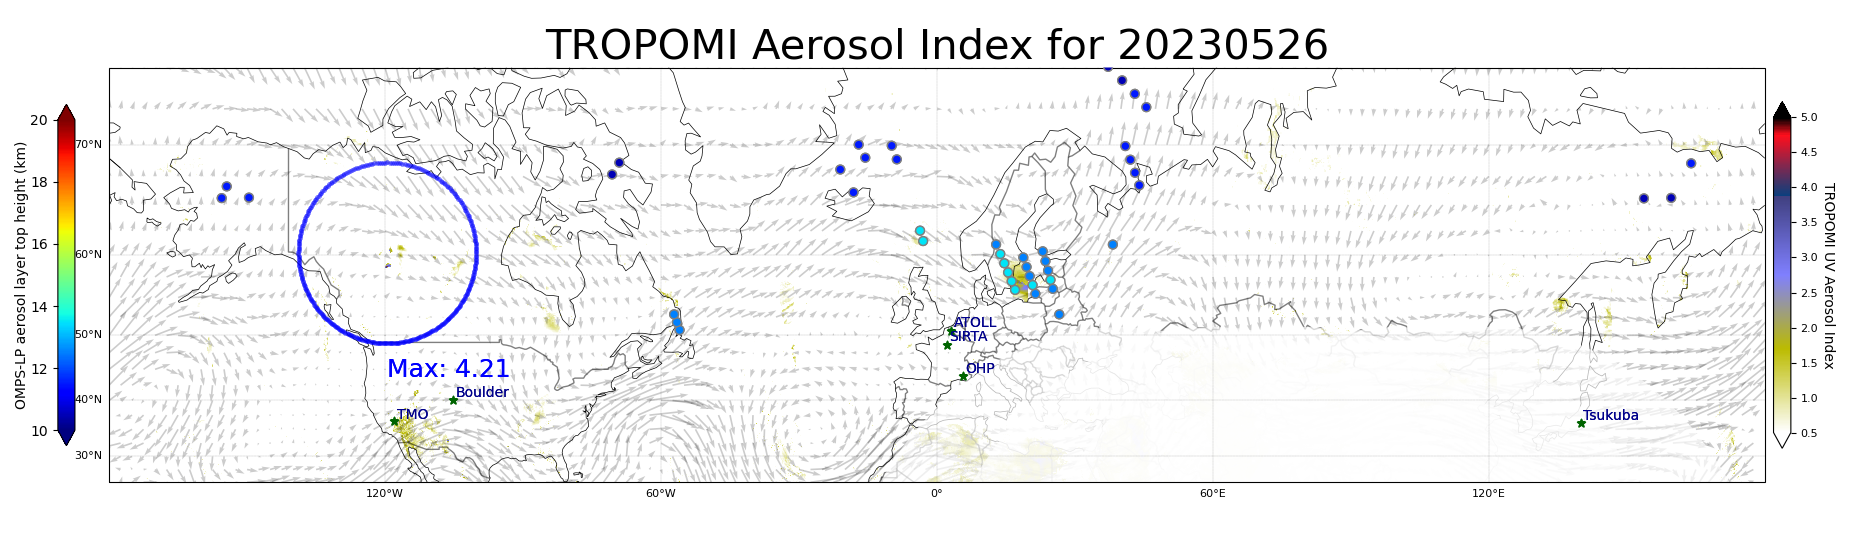 TROPOMI Aerosol Index for 20230526
OMPS-LP aerosol layer top height (km)
20
18
16
14
12
10
70°N
60°N
50°N
40°N
30°N
120°W
60°W
0°
60°E
120°E
Max: 4.21
Boulder
TMO
ATOLL
SIRTA
OHP
Tsukuba
5.0
4.5
4.0
3.5
3.0
2.5
2.0
1.5
1.0
0.5
TROPOMI UV Aerosol Index